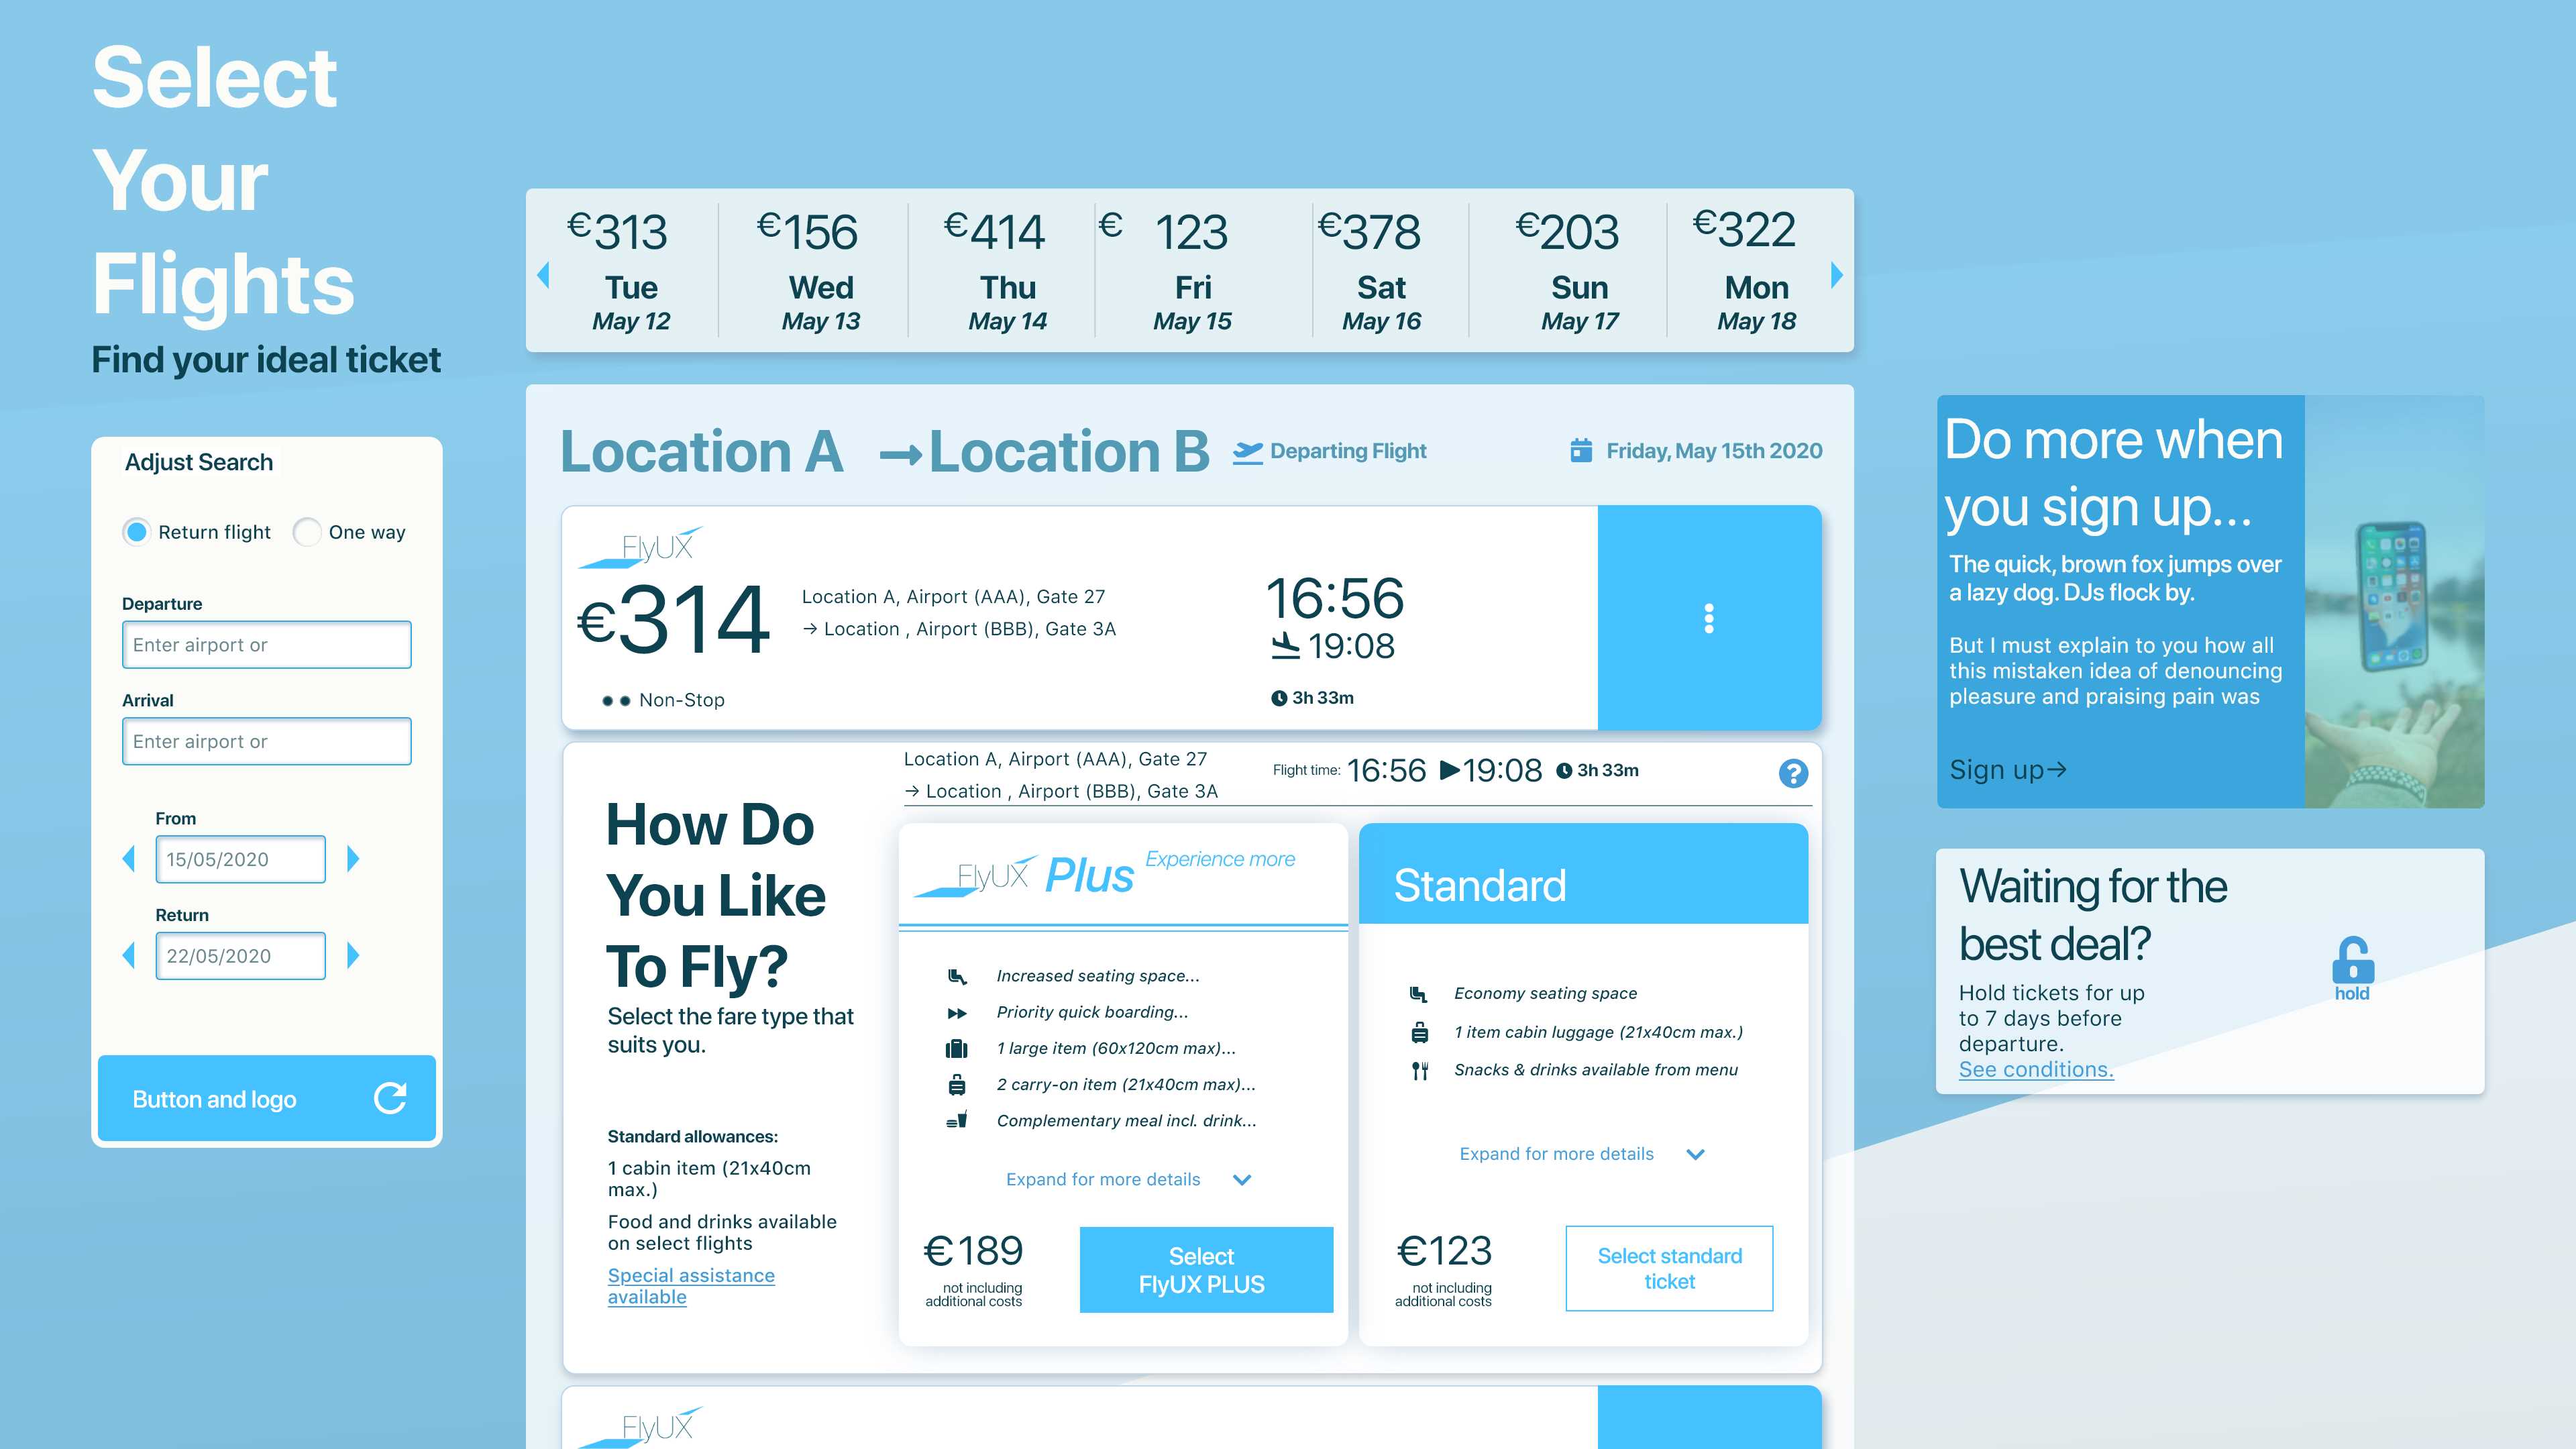 Select
Your
Flights
Find your ideal ticket
Adjust Search
Return flight One way
Departure
Enter airport or
Arrival
Enter airport or
From
15/05/2020
Return
22/05/2020
Button and logo
€313 €156 €414 € 123 €378 €203 €322
Tue Wed Thu Fri Sat Sun Mon
May 12 May 13 May 14 May 15 May 16 May 17 May 18
Location A →Location B Departing Flight Friday, May 15th 2020
FlyUX
€314
Location A, Airport (AAA), Gate 27
→ Location , Airport (BBB), Gate 3A
16:56
19:08
Non-Stop
3h 33m
Location A, Airport (AAA), Gate 27
→ Location , Airport (BBB), Gate 3A
Flight time: 16:56 ▶19:08 3h 33m
?
How Do
You Like
To Fly?
Select the fare type that
suits you.
Standard allowances:
1 cabin item (21x40cm
max.)
Food and drinks available
on select flights
Special assistance
available
FlyUX Plus Experience more
Increased seating space...
Priority quick boarding...
1 large item (60x120cm max)...
2 carry-on item (21x40cm max)...
Complementary meal incl. drink...
Expand for more details
€189
not including
additional costs
Select
FlyUX PLUS
Standard
Economy seating space
1 item cabin luggage (21x40cm max.)
Snacks & drinks available from menu
Expand for more details
€123
not including
additional costs
Select standard
ticket
FlyUX
Do more when
you sign up...
The quick, brown fox jumps over
a lazy dog. DJs flock by.
But I must explain to you how all
this mistaken idea of denouncing
pleasure and praising pain was
Sign up→
Waiting for the
best deal?
Hold tickets for up
to 7 days before
departure.
See conditions.
hold